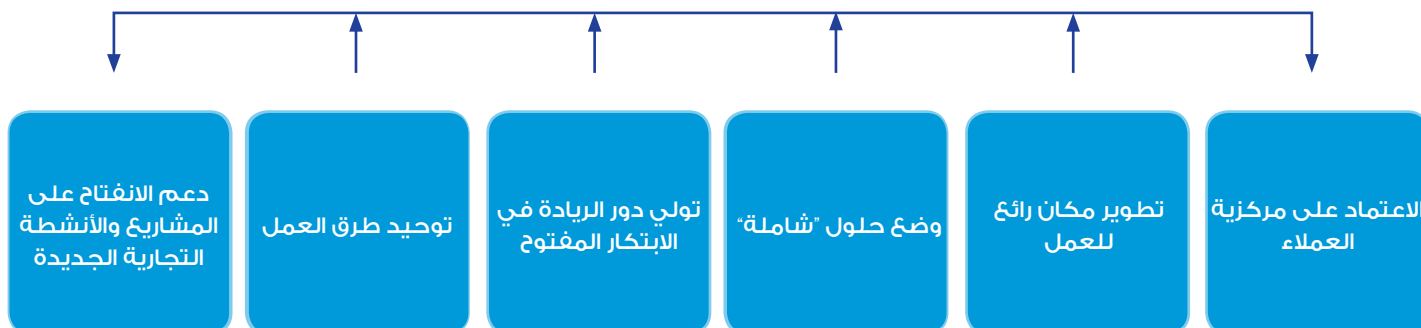 الاعتماد على مركزية
العملاء
تطوير مكان رائع
للعمل
وضع حلول "شاملة"
تولي دور الريادة في
الابتكار المفتوح
توحيد طرق العمل
دعم الانفتاح على
المشاريع والأنشطة
التجارية الجديدة